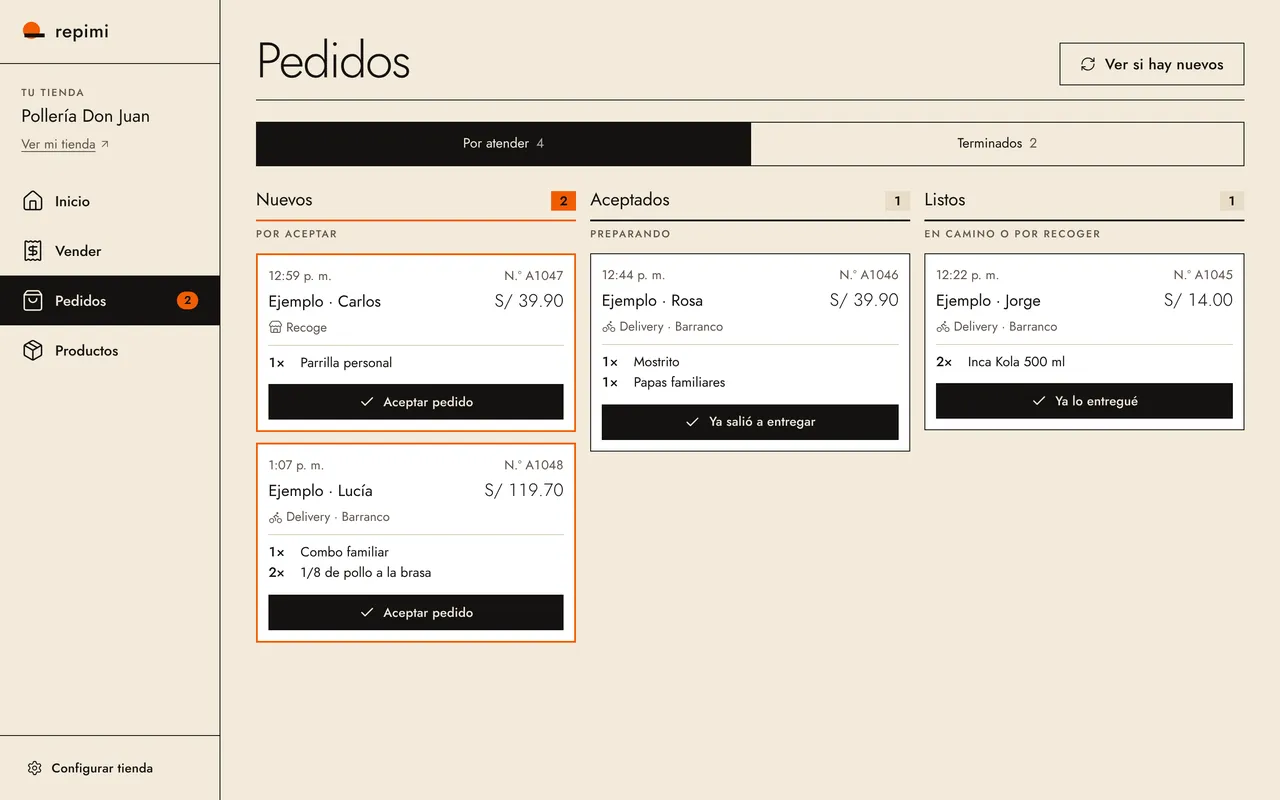 repimi
TU TIENDA
Pollería Don Juan
Ver mi tienda ↗
Inicio
Vender
Pedidos 2
Productos
Configurar tienda
Pedidos
Ver si hay nuevos
Por atender 4
Terminados 2
Nuevos 2
POR ACEPTAR
12:59 p. m. N.° A1047
Ejemplo · Carlos S/ 39.90
Recoge
1× Parrilla personal
Aceptar pedido
1:07 p. m. N.° A1048
Ejemplo · Lucía S/ 119.70
Delivery · Barranco
1× Combo familiar
2× 1/8 de pollo a la brasa
Aceptar pedido
Aceptados 1
PREPARANDO
12:44 p. m. N.° A1046
Ejemplo · Rosa S/ 39.90
Delivery · Barranco
1× Mostrito
1× Papas familiares
Ya salió a entregar
Listos 1
EN CAMINO O POR RECOGER
12:22 p. m. N.° A1045
Ejemplo · Jorge S/ 14.00
Delivery · Barranco
2× Inca Kola 500 ml
Ya lo entregué